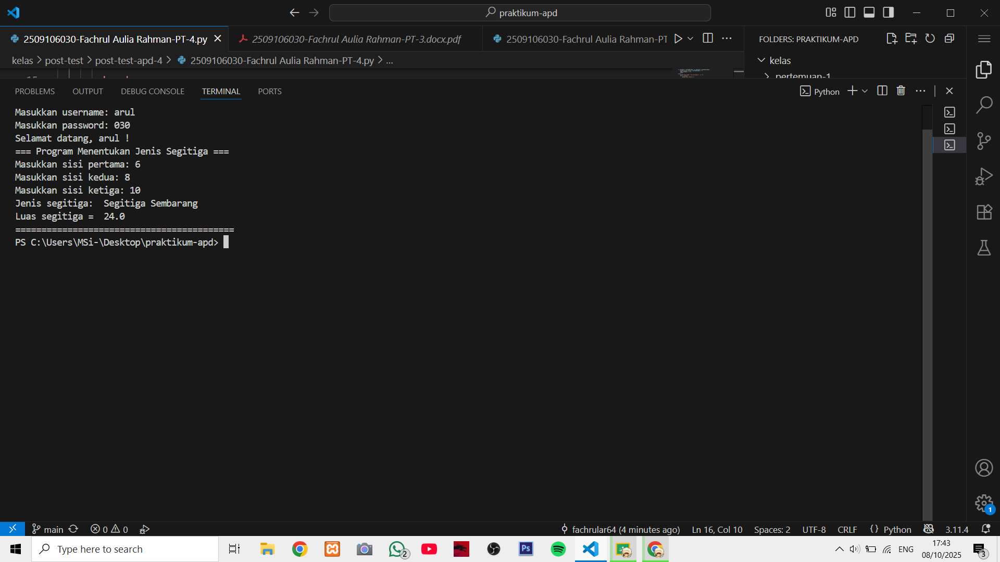 praktikum-apd
2509106030-Fachrul Aulia Rahman-PT-4.py
2509106030-Fachrul Aulia Rahman-PT-3.docx.pdf
2509106030-Fachrul Aulia Rahman-PT
FOLDERS: PRAKTIKUM-APD
kelas > post-test > post-test-apd-4 > 2509106030-Fachrul Aulia Rahman-PT-4.py > ...
kelas
pertemuan-1
PROBLEMS OUTPUT DEBUG CONSOLE TERMINAL PORTS
Python
Masukkan username: arul
Masukkan password: 030
Selamat datang, arul !
=== Program Menentukan Jenis Segitiga ===
Masukkan sisi pertama: 6
Masukkan sisi kedua: 8
Masukkan sisi ketiga: 10
Jenis segitiga:  Segitiga Sembarang
Luas segitiga =  24.0
==========================================
PS C:\Users\MSi-\Desktop\praktikum-apd>
1
main 0 0 fachrular64 (4 minutes ago) Ln 16, Col 10 Spaces: 2 UTF-8 CRLF {} Python 3.11.4
Type here to search
2
Ps
ENG
17:43
08/10/2025
3